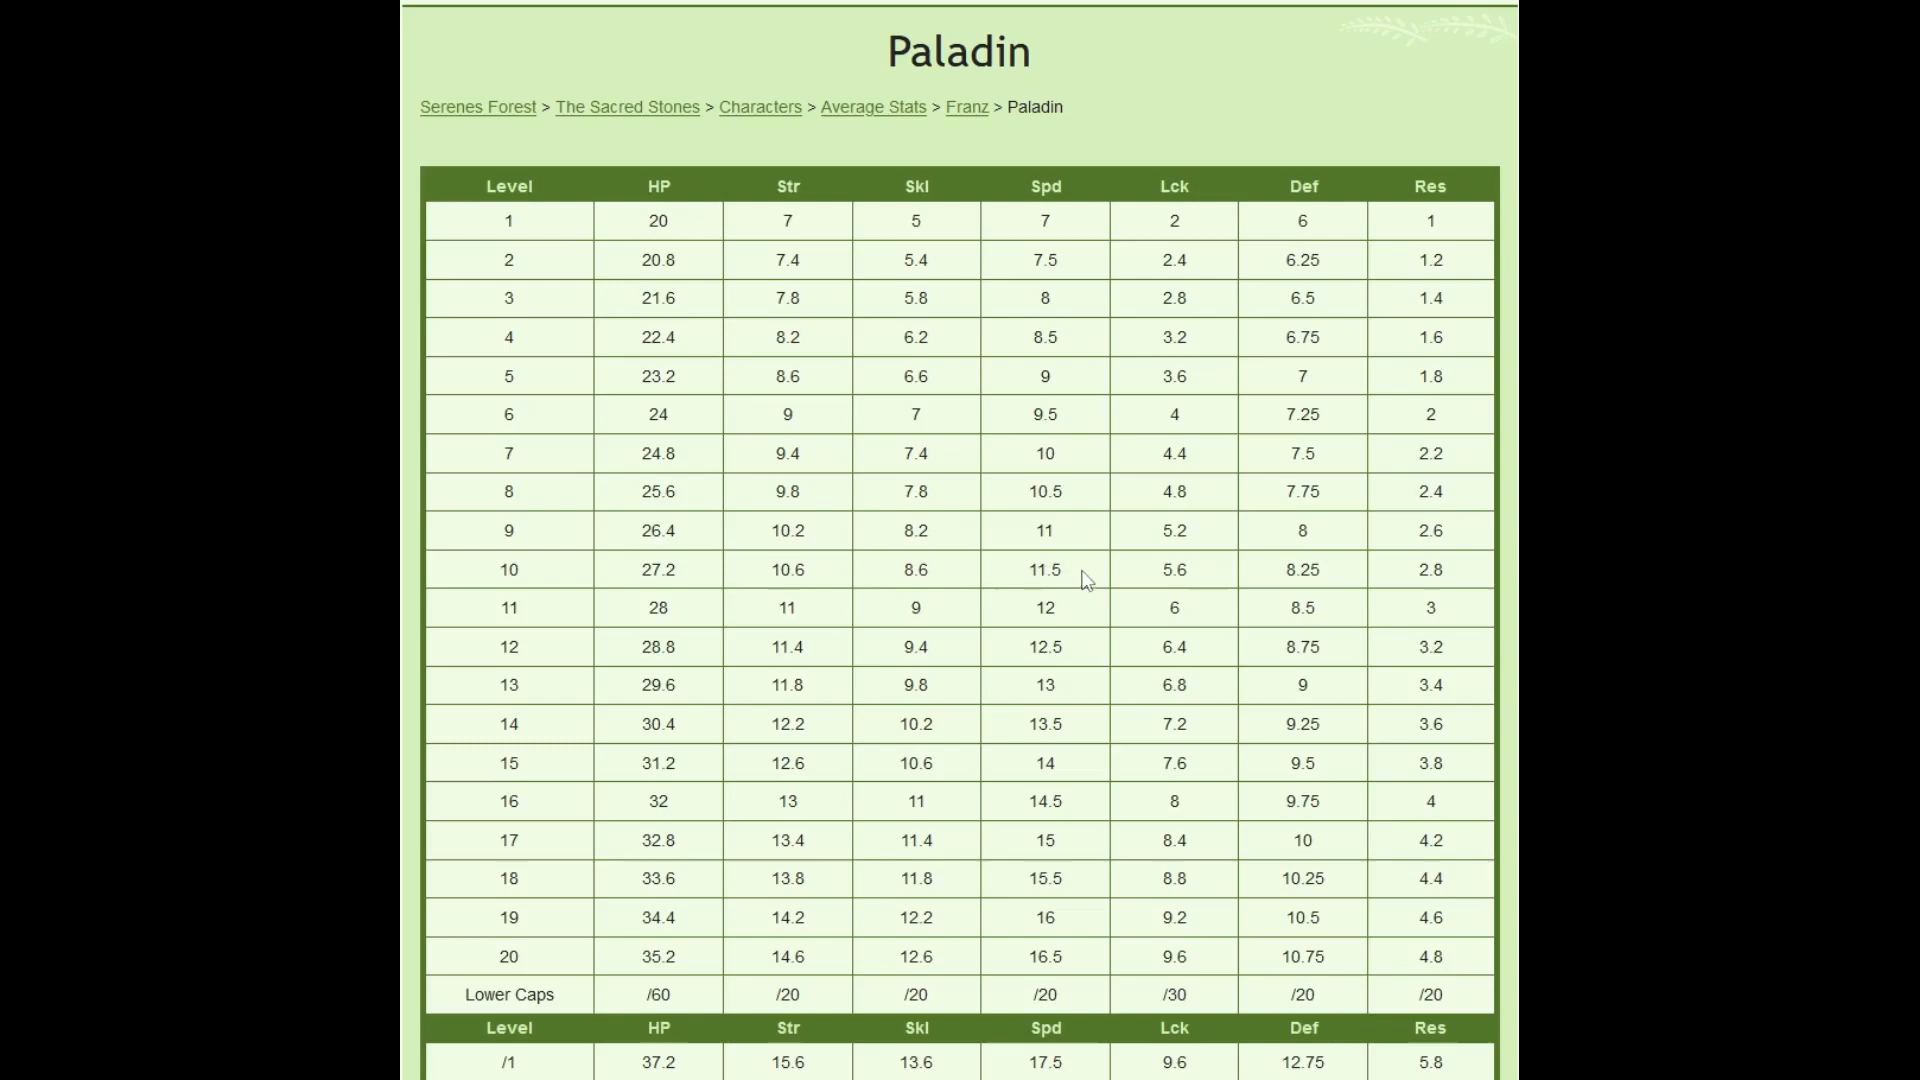 Paladin
Serenes Forest > The Sacred Stones > Characters > Average Stats > Franz > Paladin
Level HP Str Skl Spd Lck Def Res
1 20 7 5 7 2 6 1
2 20.8 7.4 5.4 7.5 2.4 6.25 1.2
3 21.6 7.8 5.8 8 2.8 6.5 1.4
4 22.4 8.2 6.2 8.5 3.2 6.75 1.6
5 23.2 8.6 6.6 9 3.6 7 1.8
6 24 9 7 9.5 4 7.25 2
7 24.8 9.4 7.4 10 4.4 7.5 2.2
8 25.6 9.8 7.8 10.5 4.8 7.75 2.4
9 26.4 10.2 8.2 11 5.2 8 2.6
10 27.2 10.6 8.6 11.5 5.6 8.25 2.8
11 28 11 9 12 6 8.5 3
12 28.8 11.4 9.4 12.5 6.4 8.75 3.2
13 29.6 11.8 9.8 13 6.8 9 3.4
14 30.4 12.2 10.2 13.5 7.2 9.25 3.6
15 31.2 12.6 10.6 14 7.6 9.5 3.8
16 32 13 11 14.5 8 9.75 4
17 32.8 13.4 11.4 15 8.4 10 4.2
18 33.6 13.8 11.8 15.5 8.8 10.25 4.4
19 34.4 14.2 12.2 16 9.2 10.5 4.6
20 35.2 14.6 12.6 16.5 9.6 10.75 4.8
Lower Caps /60 /20 /20 /20 /30 /20 /20
Level HP Str Skl Spd Lck Def Res
/1 37.2 15.6 13.6 17.5 9.6 12.75 5.8